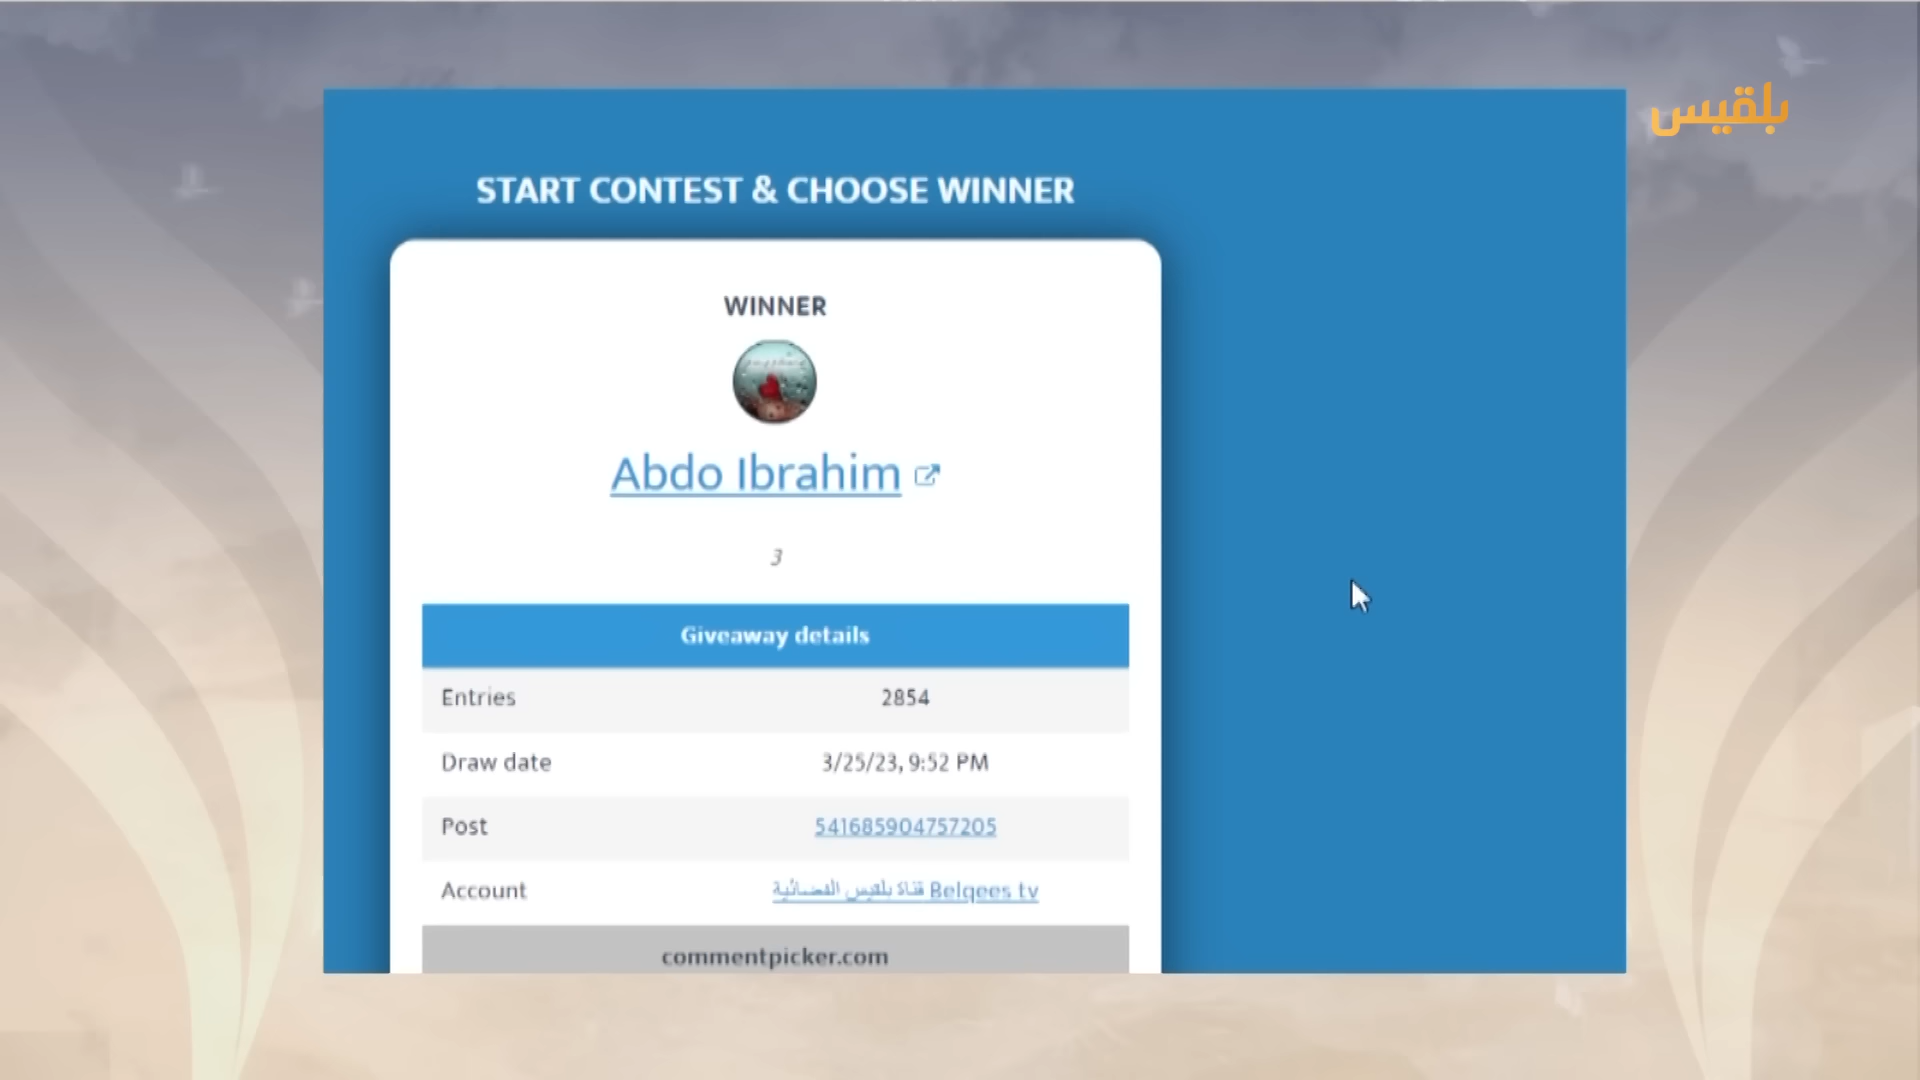 بلقيس
START CONTEST & CHOOSE WINNER
WINNER
Abdo Ibrahim
3
Giveaway details
Entries 2854
Draw date 3/25/23, 9:52 PM
Post 541685904757205
Account قناة بلقيس الفضائية Belqees tv
commentpicker.com